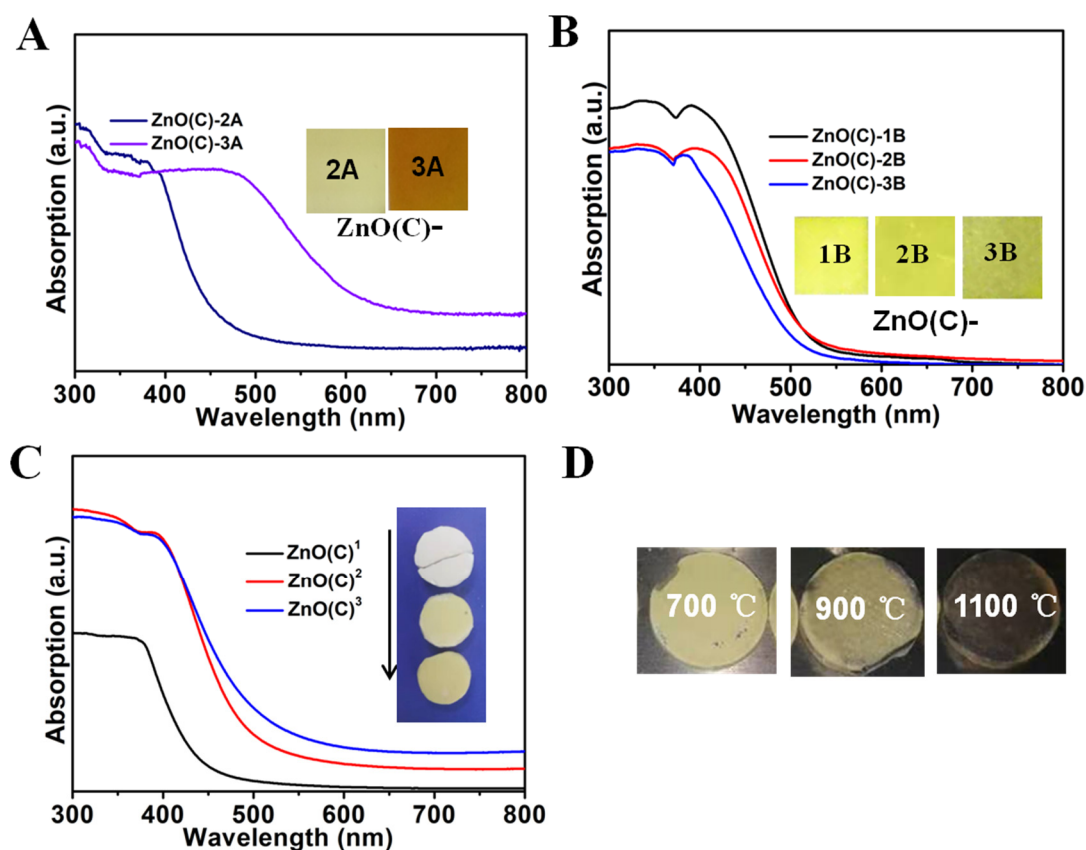 A
Absorption (a.u.)
ZnO(C)-2A
ZnO(C)-3A
2A
3A
ZnO(C)-
300 400 500 600 700 800
Wavelength (nm)
B
Absorption (a.u.)
ZnO(C)-1B
ZnO(C)-2B
ZnO(C)-3B
1B
2B
3B
ZnO(C)-
300 400 500 600 700 800
Wavelength (nm)
C
Absorption (a.u.)
ZnO(C)¹
ZnO(C)²
ZnO(C)³
300 400 500 600 700 800
Wavelength (nm)
D
700 ℃
900 ℃
1100 ℃